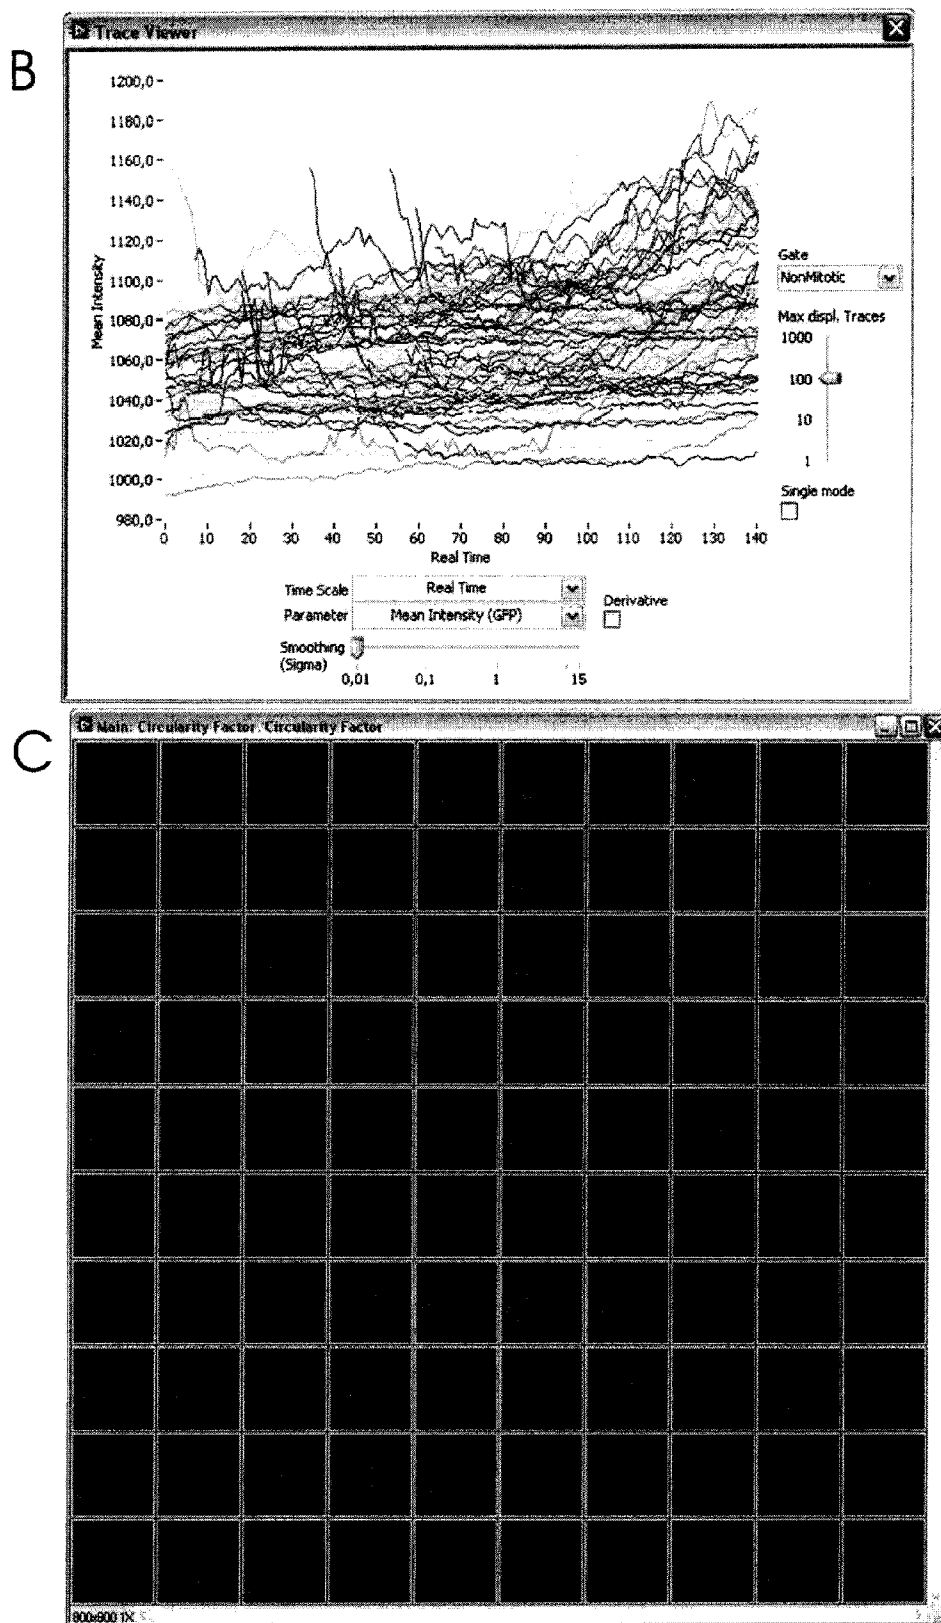 B
Trace Viewer
1200,0
1180,0
1160,0
1140,0
1120,0
1100,0
1080,0
1060,0
1040,0
1020,0
1000,0
980,0
Mean Intensity
0 10 20 30 40 50 60 70 80 90 100 110 120 130 140
Real Time
Gate
NonMitotic
Max displ. Traces
1000
100
10
1
Single mode
Time Scale Real Time
Parameter Mean Intensity (GFP)
Derivative
Smoothing
(Sigma)
0,01 0,1 1 15
C
Main: Circularity Factor. Circularity Factor
800x800 1X